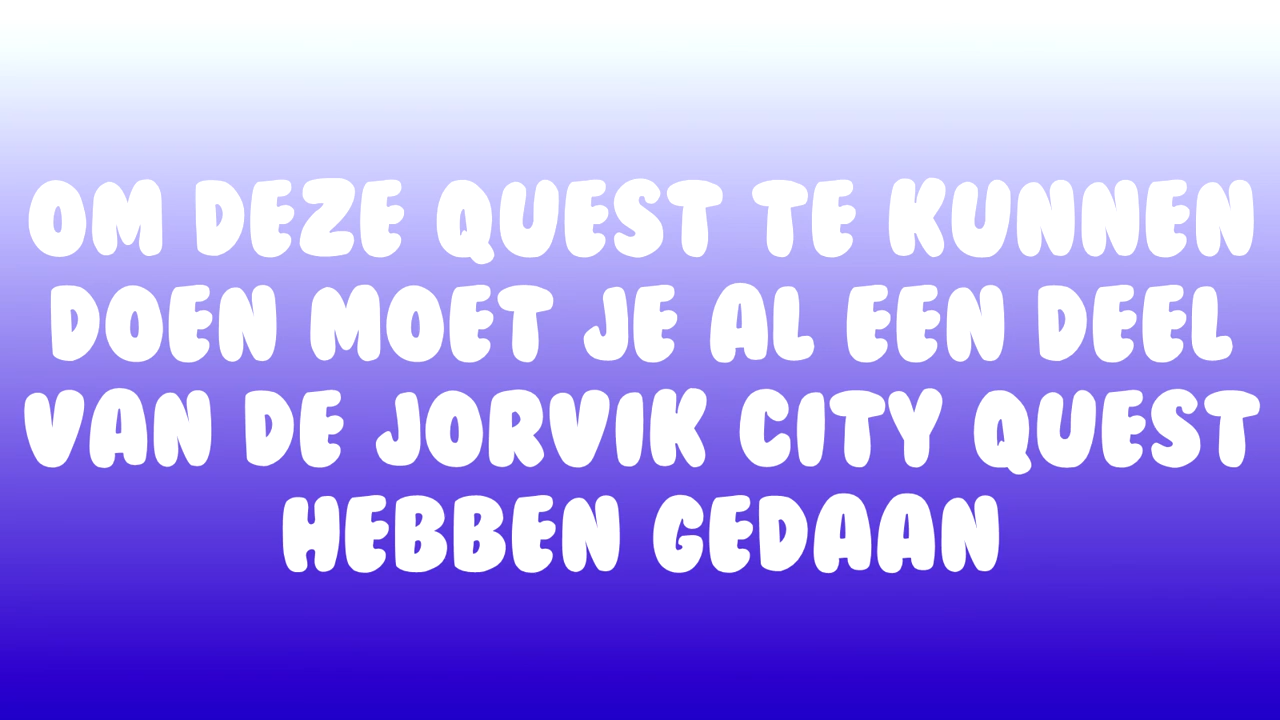 OM DEZE QUEST TE KUNNEN
DOEN MOET JE AL EEN DEEL
VAN DE JORVIK CITY QUEST
HEBBEN GEDAAN